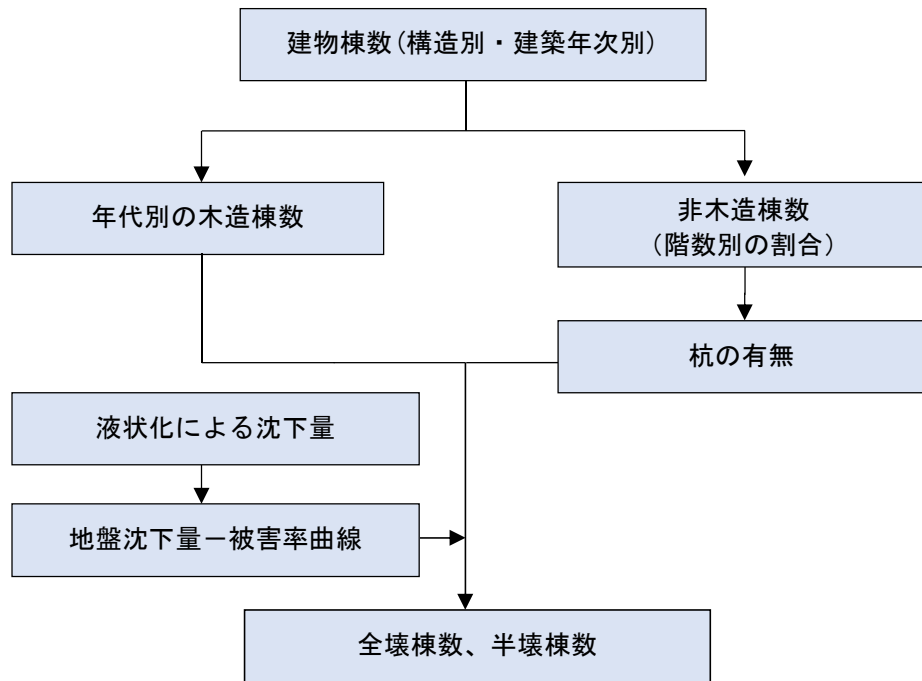 建物棟数(構造別・建築年次別)
年代別の木造棟数
非木造棟数
(階数別の割合)
杭の有無
液状化による沈下量
地盤沈下量ー被害率曲線
全壊棟数、半壊棟数